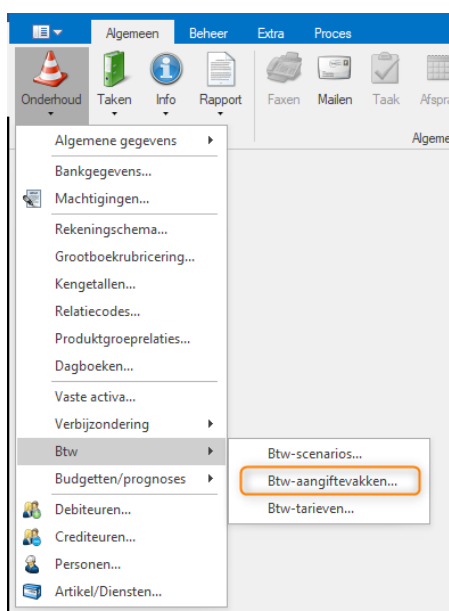 Algemeen Beheer Extra Proces
Onderhoud Taken Info Rapport Faxen Mailen Taak
Algemene gegevens
Bankgegevens...
Machtigingen...
Rekeningschema...
Grootboekrubricering...
Kengetallen...
Relatiecodes...
Produktgroeprelaties...
Dagboeken...
Vaste activa...
Verbijzondering
Btw
Budgetten/prognoses
Debiteuren...
Crediteuren...
Personen...
Artikel/Diensten...
Btw-scenarios...
Btw-aangiftevakken...
Btw-tarieven...